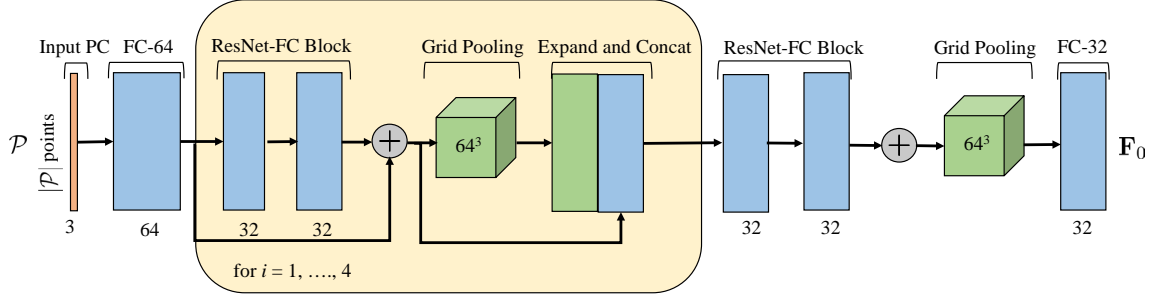 Input PC
FC-64
ResNet-FC Block
Grid Pooling
Expand and Concat
ResNet-FC Block
Grid Pooling
FC-32
𝒫
|𝒫| points
+
64³
+
64³
F₀
3
64
32
32
32
32
32
for i = 1, …., 4